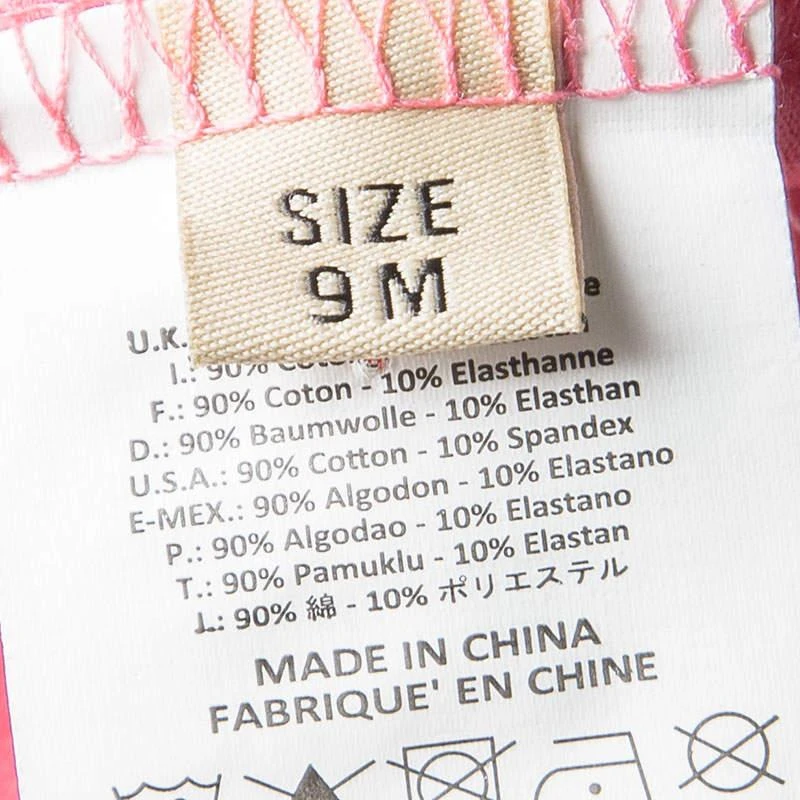 SIZE
9 M
U.K.
I.: 90%
F.: 90% Coton - 10% Elasthanne
D.: 90% Baumwolle - 10% Elasthan
U.S.A.: 90% Cotton - 10% Spandex
E-MEX.: 90% Algodon - 10% Elastano
P.: 90% Algodao - 10% Elastano
T.: 90% Pamuklu - 10% Elastan
J.: 90% 綿 - 10% ポリエステル
MADE IN CHINA
FABRIQUE' EN CHINE